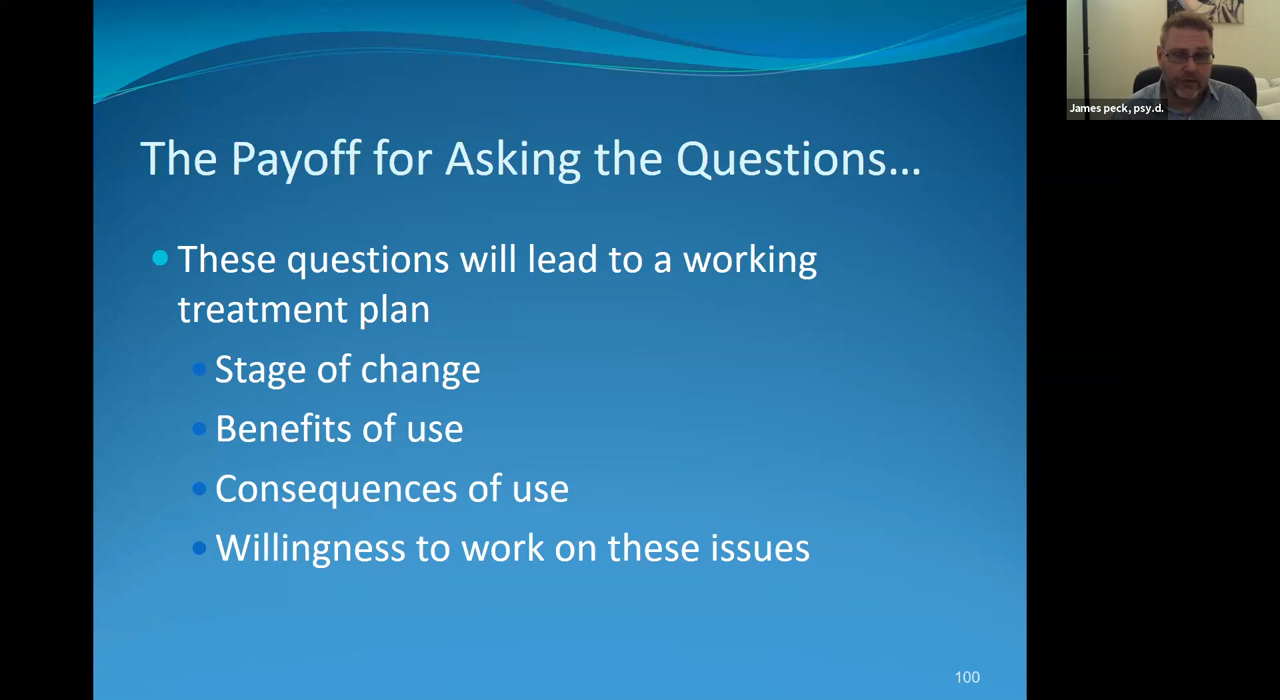 The Payoff for Asking the Questions...
These questions will lead to a working
treatment plan
Stage of change
Benefits of use
Consequences of use
Willingness to work on these issues
100
James peck, psy.d.